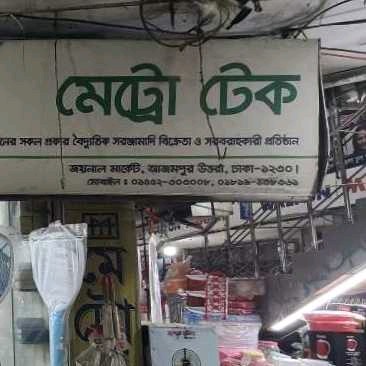 মেট্রো টেক
নের সকল প্রকার বৈদ্যুতিক সরঞ্জামাদি বিক্রেতা ও সরবরাহকারী প্রতিষ্ঠান
জয়নাল মার্কেট, আজমপুর উত্তরা, ঢাকা-১২৩০।
মোবাইল :